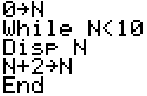 0→N
While N<10
Disp N
N+2→N
End